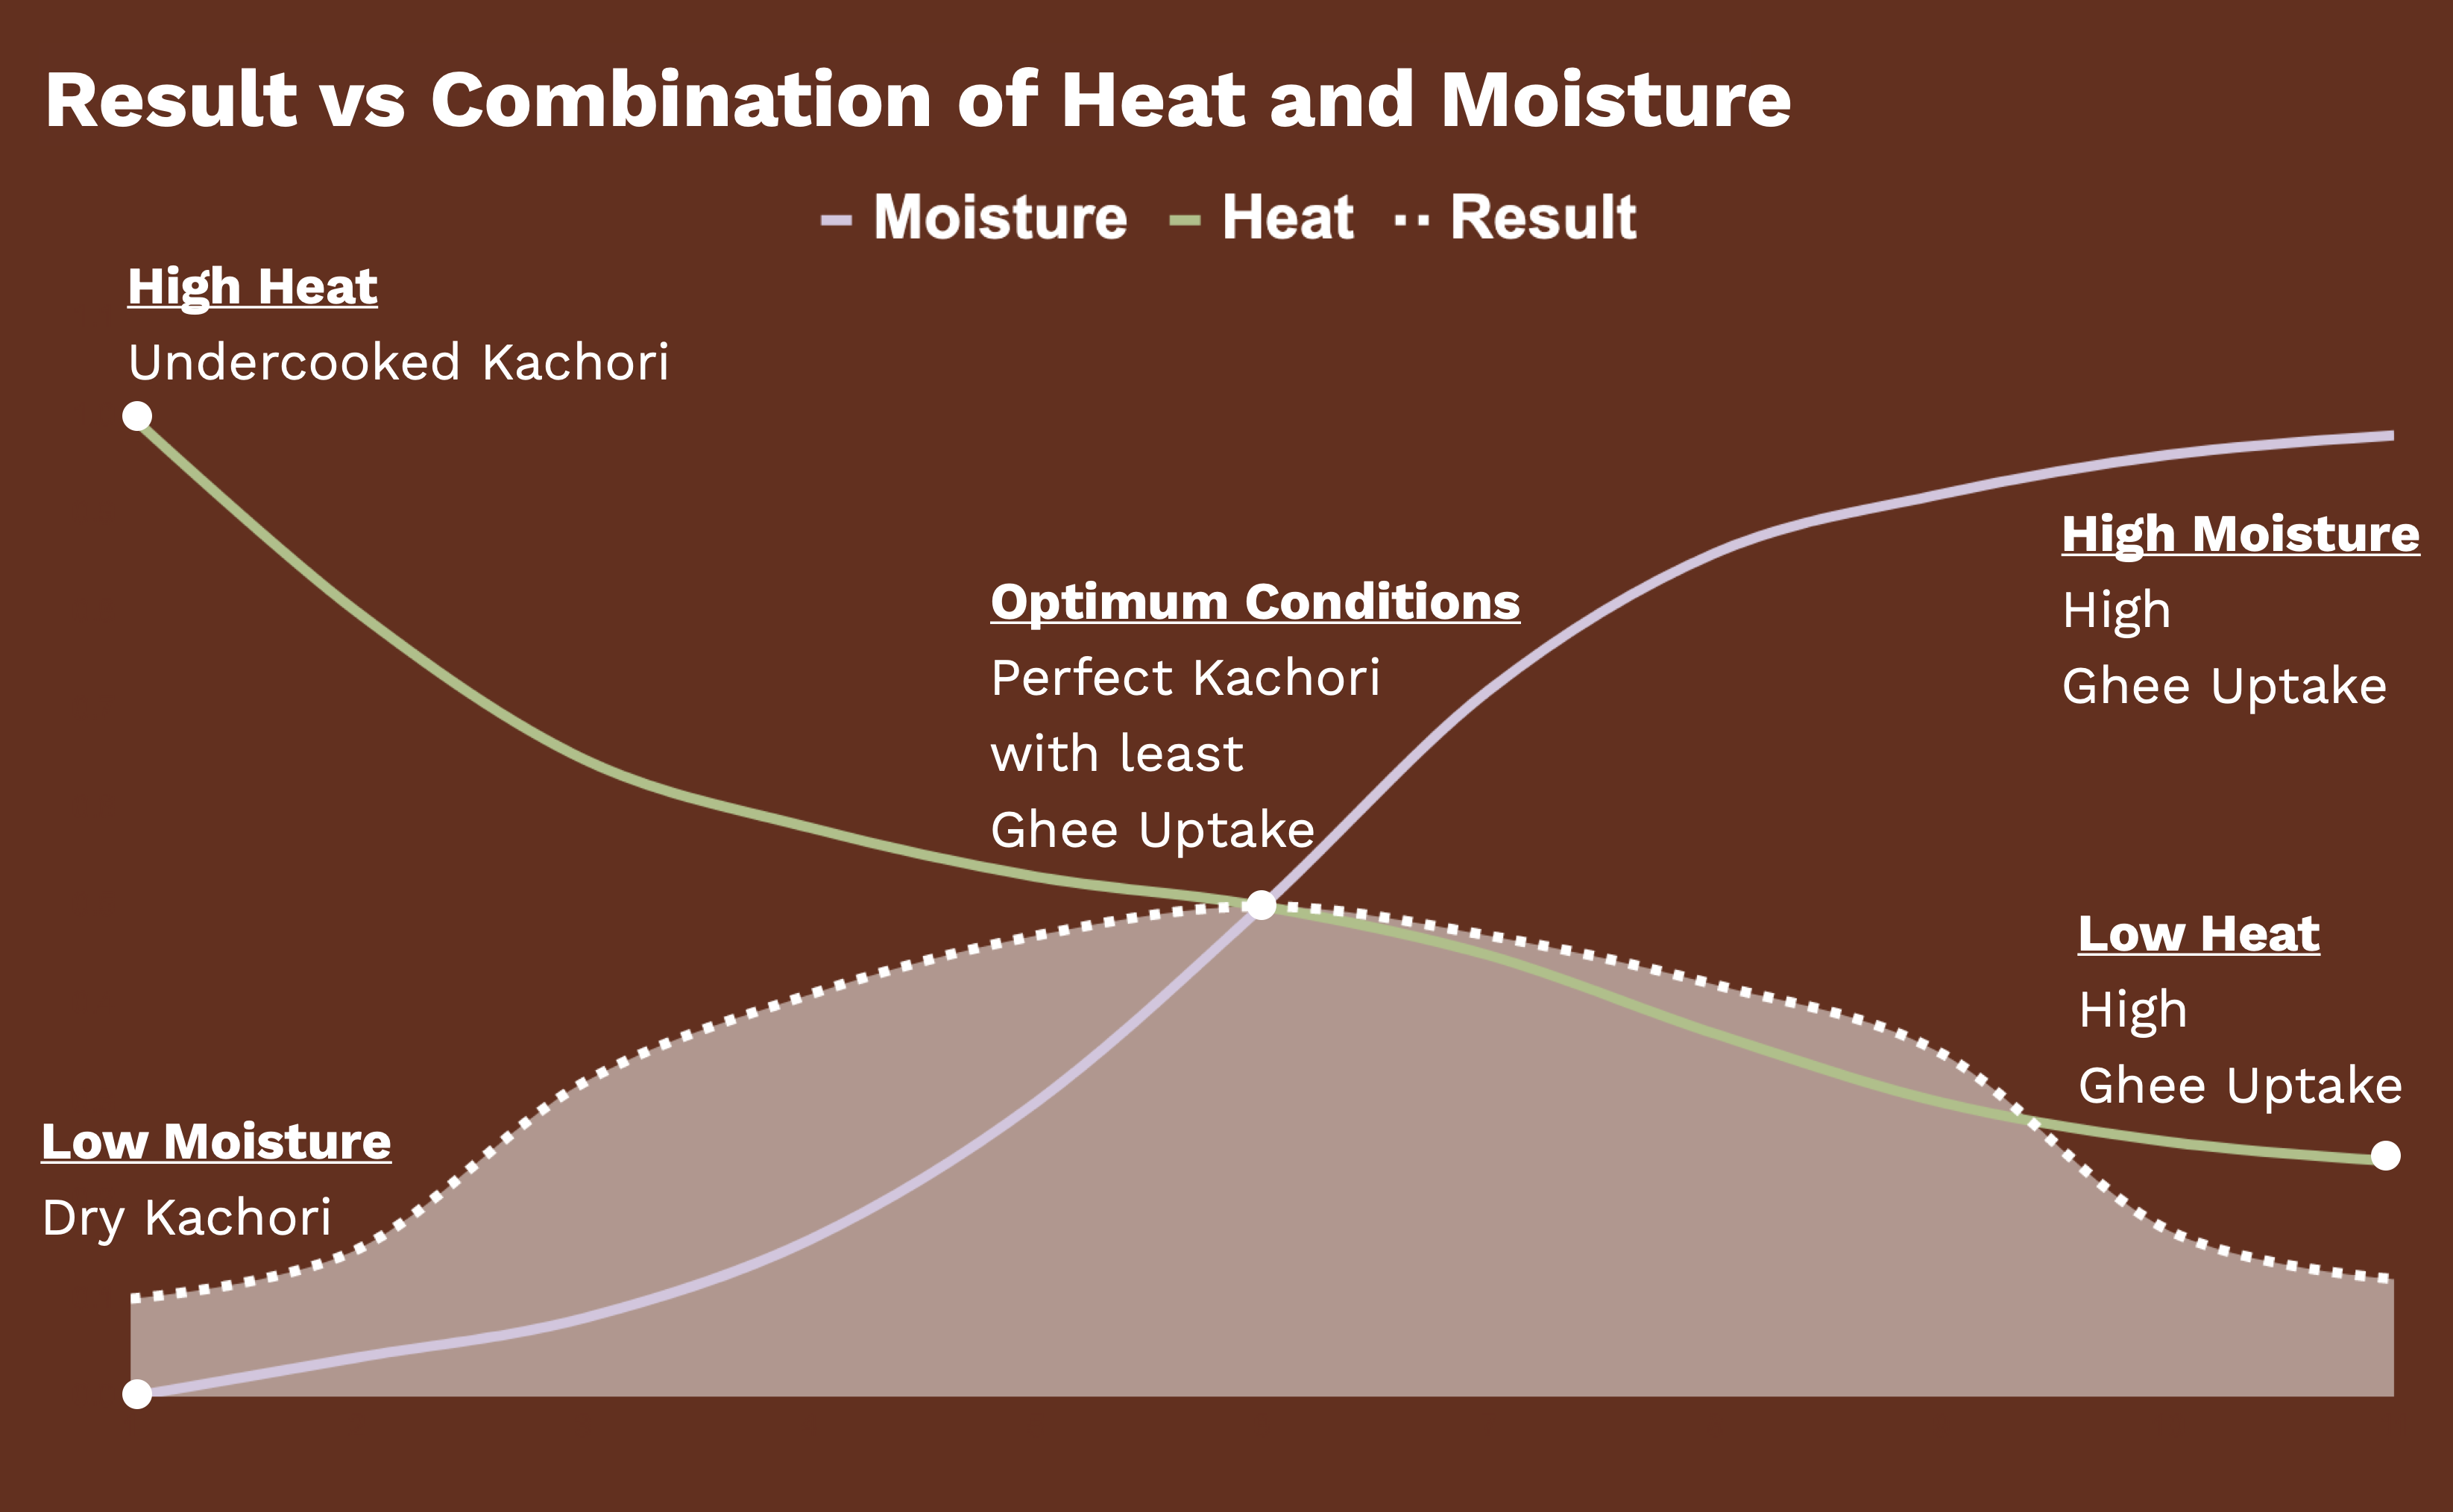 Result vs Combination of Heat and Moisture
Moisture Heat Result
High Heat
Undercooked Kachori
Optimum Conditions
Perfect Kachori
with least
Ghee Uptake
High Moisture
High
Ghee Uptake
Low Heat
High
Ghee Uptake
Low Moisture
Dry Kachori